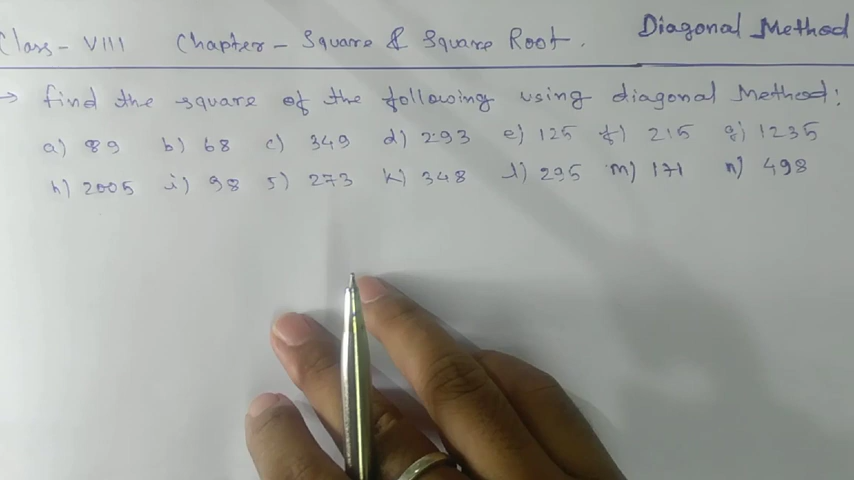 Class - VIII Chapter - Square & Square Root. Diagonal Method
→ find the square of the following using diagonal Method:
a) 89 b) 68 c) 349 d) 293 e) 125 f) 215 g) 1235
h) 2005 i) 98 j) 273 k) 348 l) 295 m) 171 n) 498